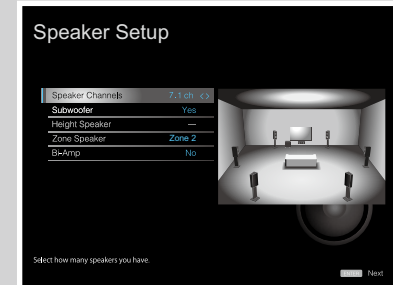 Speaker Setup
Speaker Channels 7.1 ch < >
Subwoofer Yes
Height Speaker ---
Zone Speaker Zone 2
Bi-Amp No
Select how many speakers you have.
ENTER Next